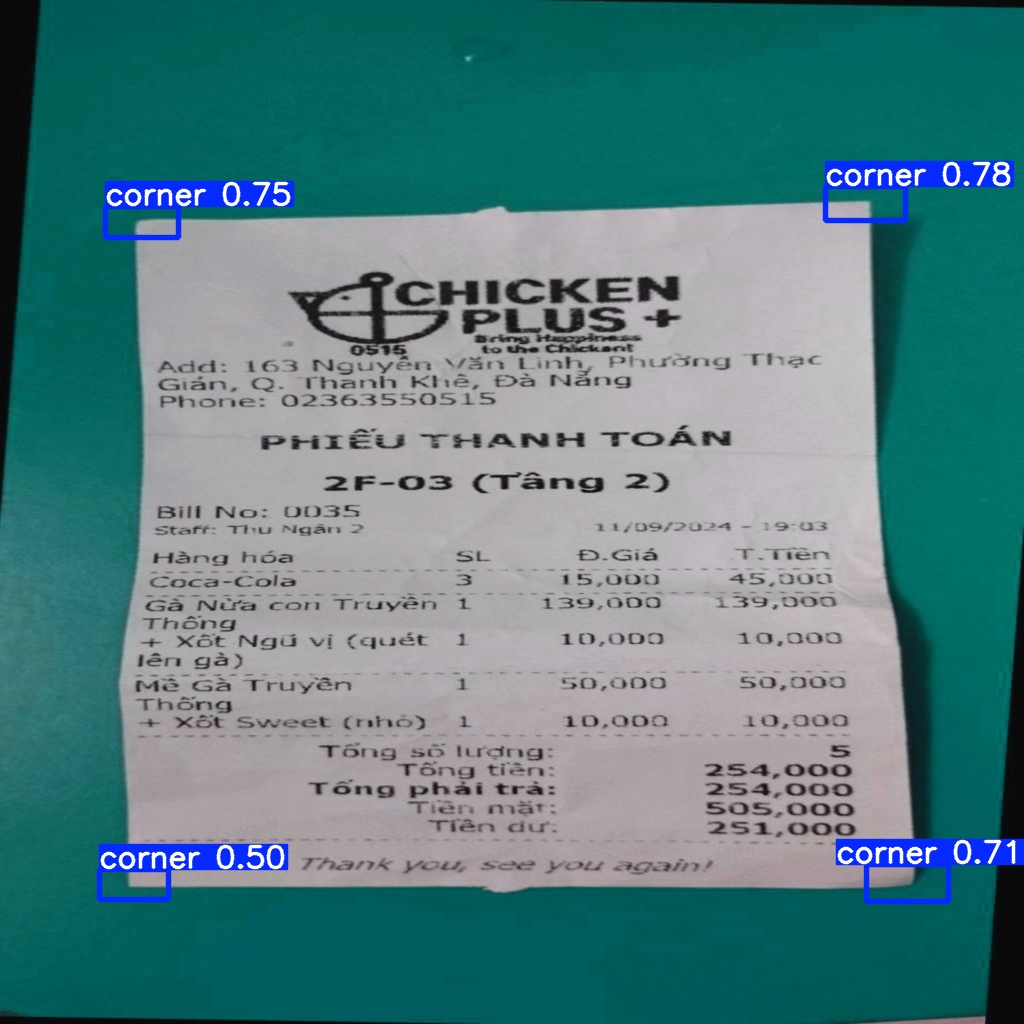 corner 0.75
corner 0.78
CHICKEN
PLUS +
Bring Happiness
to the Chickant
0515
Add: 163 Nguyễn Văn Linh, Phường Thạc
Gián, Q. Thanh Khê, Đà Nẵng
Phone: 02363550515
PHIẾU THANH TOÁN
2F-03 (Tầng 2)
Bill No: 0035
Staff: Thu Ngân 2 11/09/2024 - 19:03
Hàng hóa SL Đ.Giá T.Tiền
Coca-Cola 3 15,000 45,000
Gà Nửa con Truyền 1 139,000 139,000
Thống
+ Xốt Ngũ vị (quét 1 10,000 10,000
lên gà)
Mề Gà Truyền 1 50,000 50,000
Thống
+ Xốt Sweet (nhỏ) 1 10,000 10,000
Tổng số lượng: 5
Tổng tiền: 254,000
Tổng phải trả: 254,000
Tiền mặt: 505,000
Tiền dư: 251,000
Thank you, see you again!
corner 0.50
corner 0.71